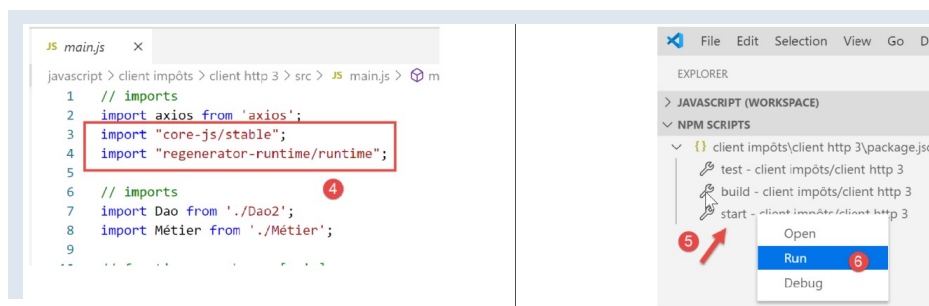 JS main.js ×
javascript > client impôts > client http 3 > src > JS main.js > m
1 // imports
2 import axios from 'axios';
3 import "core-js/stable";
4 import "regenerator-runtime/runtime";
5
6 // imports
7 import Dao from './Dao2';
8 import Métier from './Métier';
9
4
File Edit Selection View Go D
EXPLORER
> JAVASCRIPT (WORKSPACE)
NPM SCRIPTS
{} client impôts\client http 3\package.jso
test - client impôts/client http 3
build - client impôts/client http 3
start - client impôts/client http 3
Open
Run
Debug
5
6